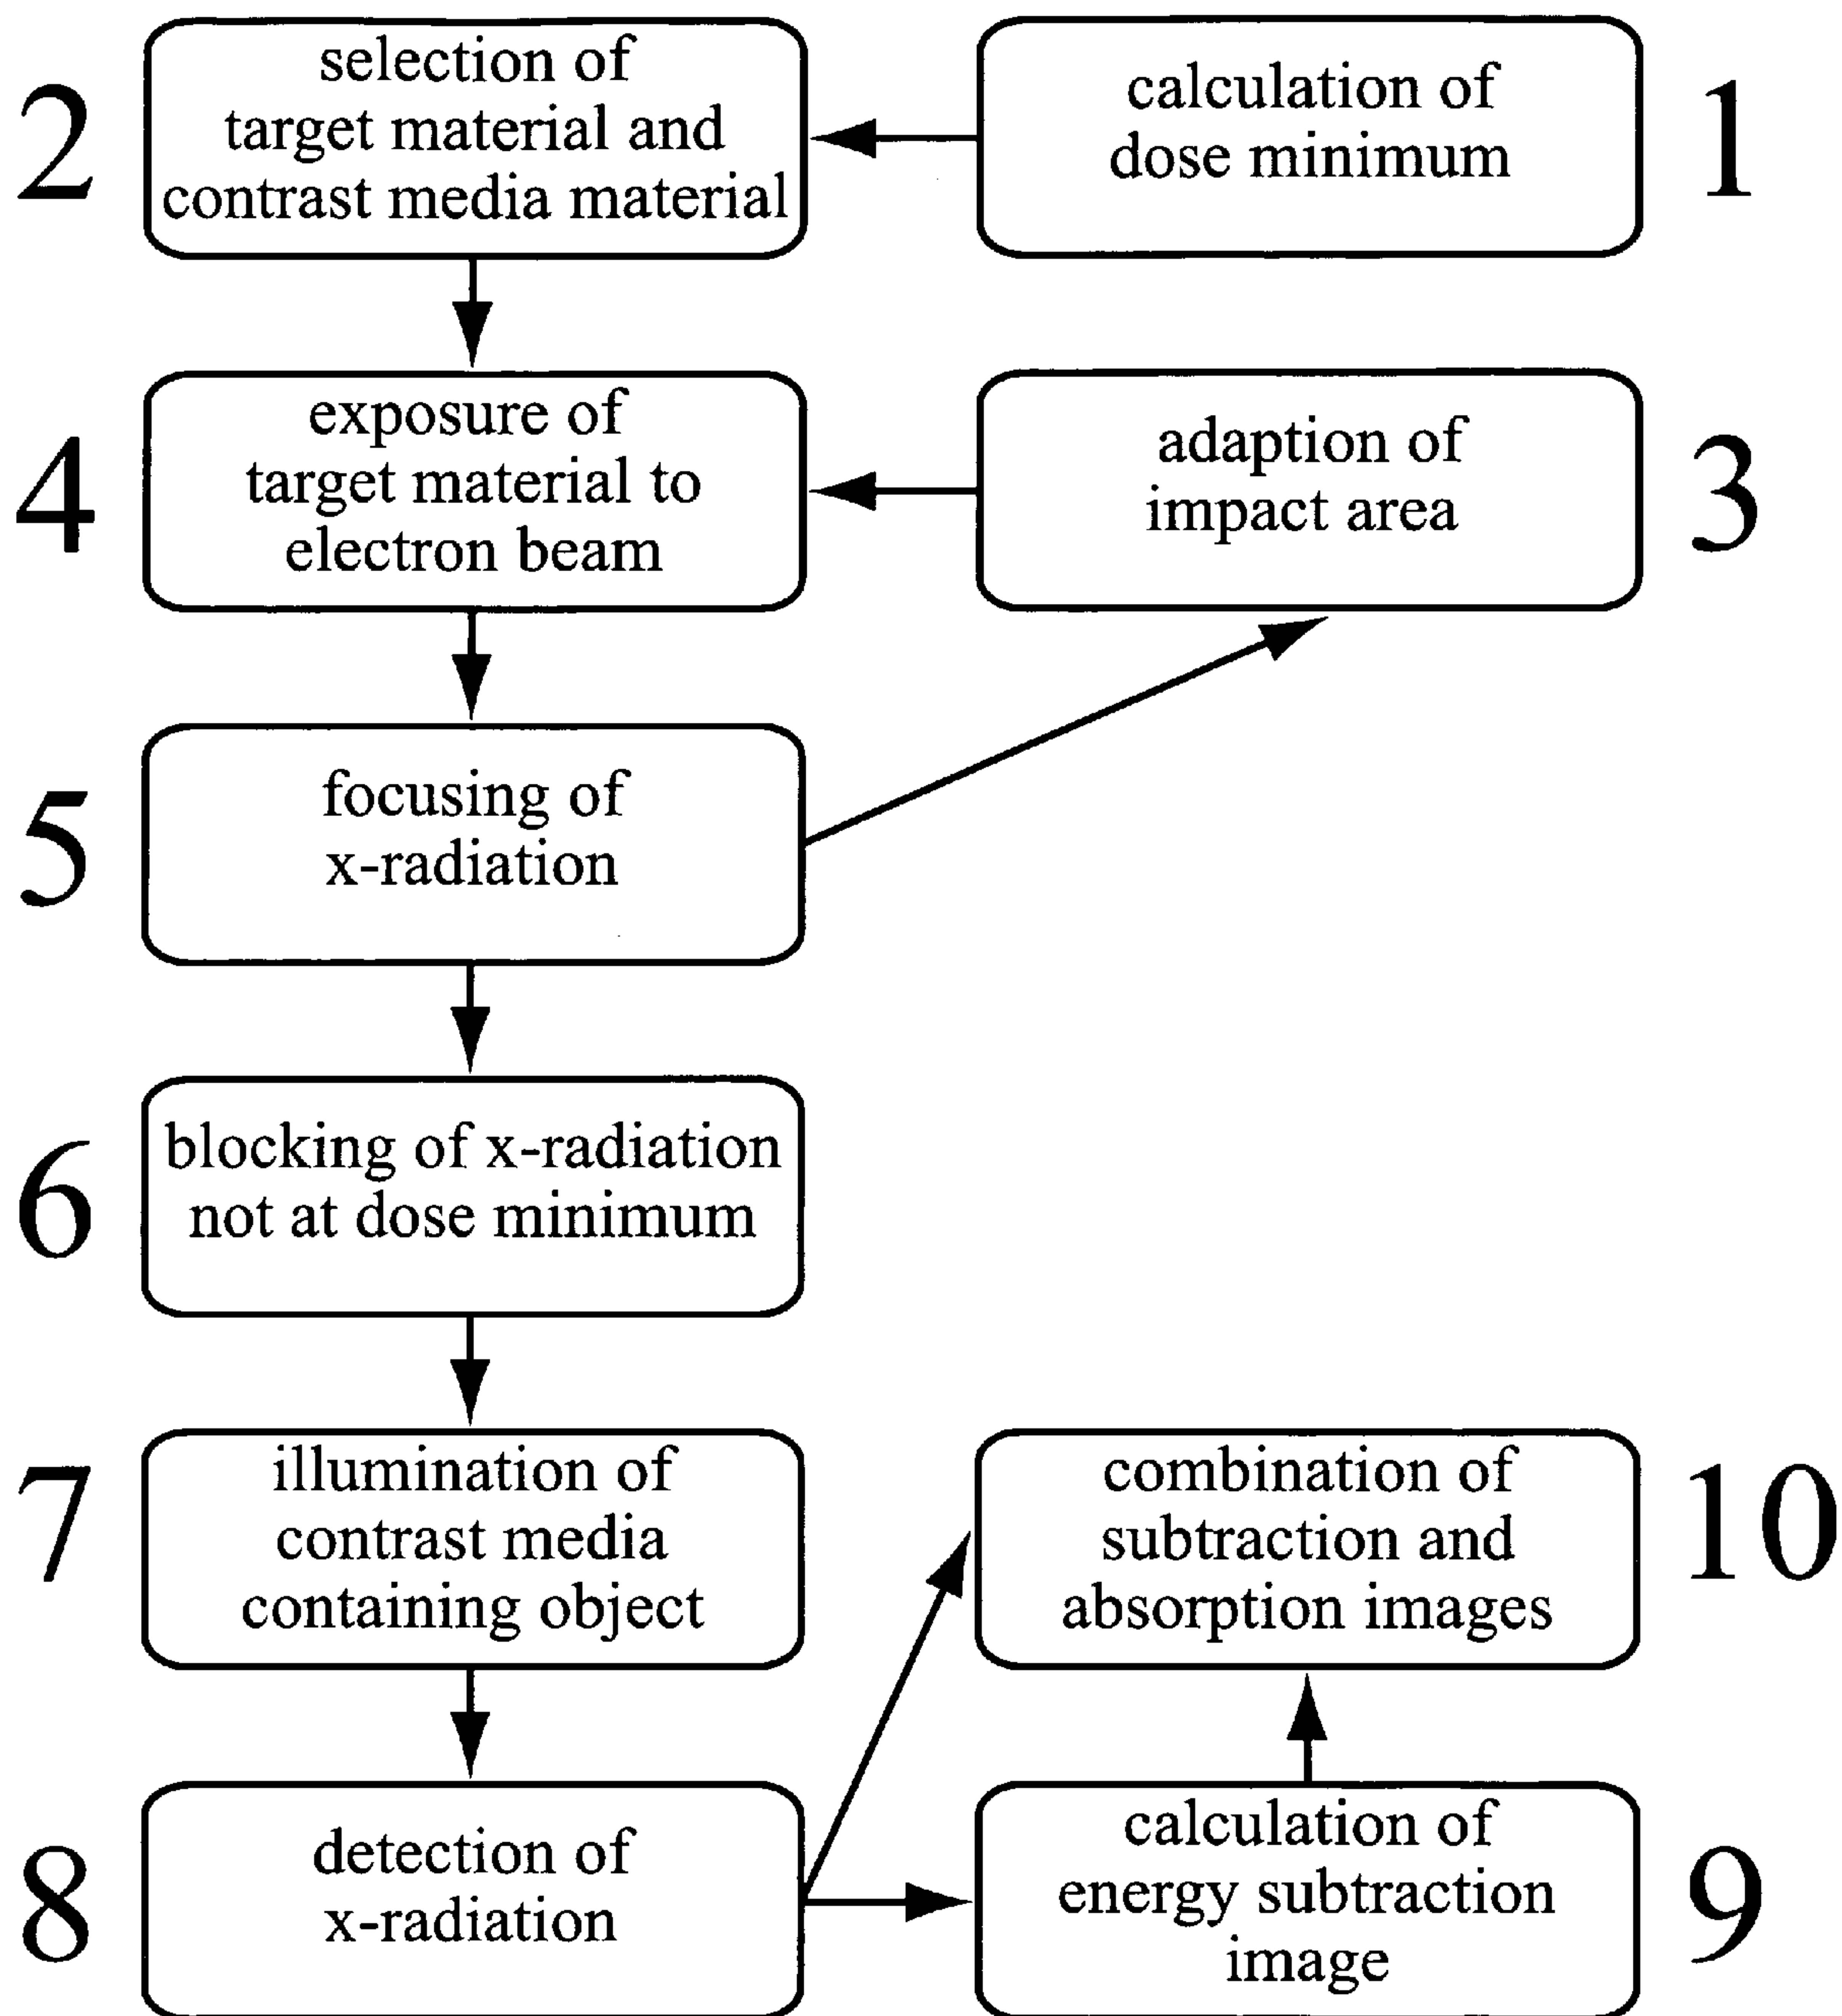 2
selection of
target material and
contrast media material
calculation of
dose minimum
1
4
exposure of
target material to
electron beam
adaption of
impact area
3
5
focusing of
x-radiation
6
blocking of x-radiation
not at dose minimum
7
illumination of
contrast media
containing object
combination of
subtraction and
absorption images
10
8
detection of
x-radiation
calculation of
energy subtraction
image
9